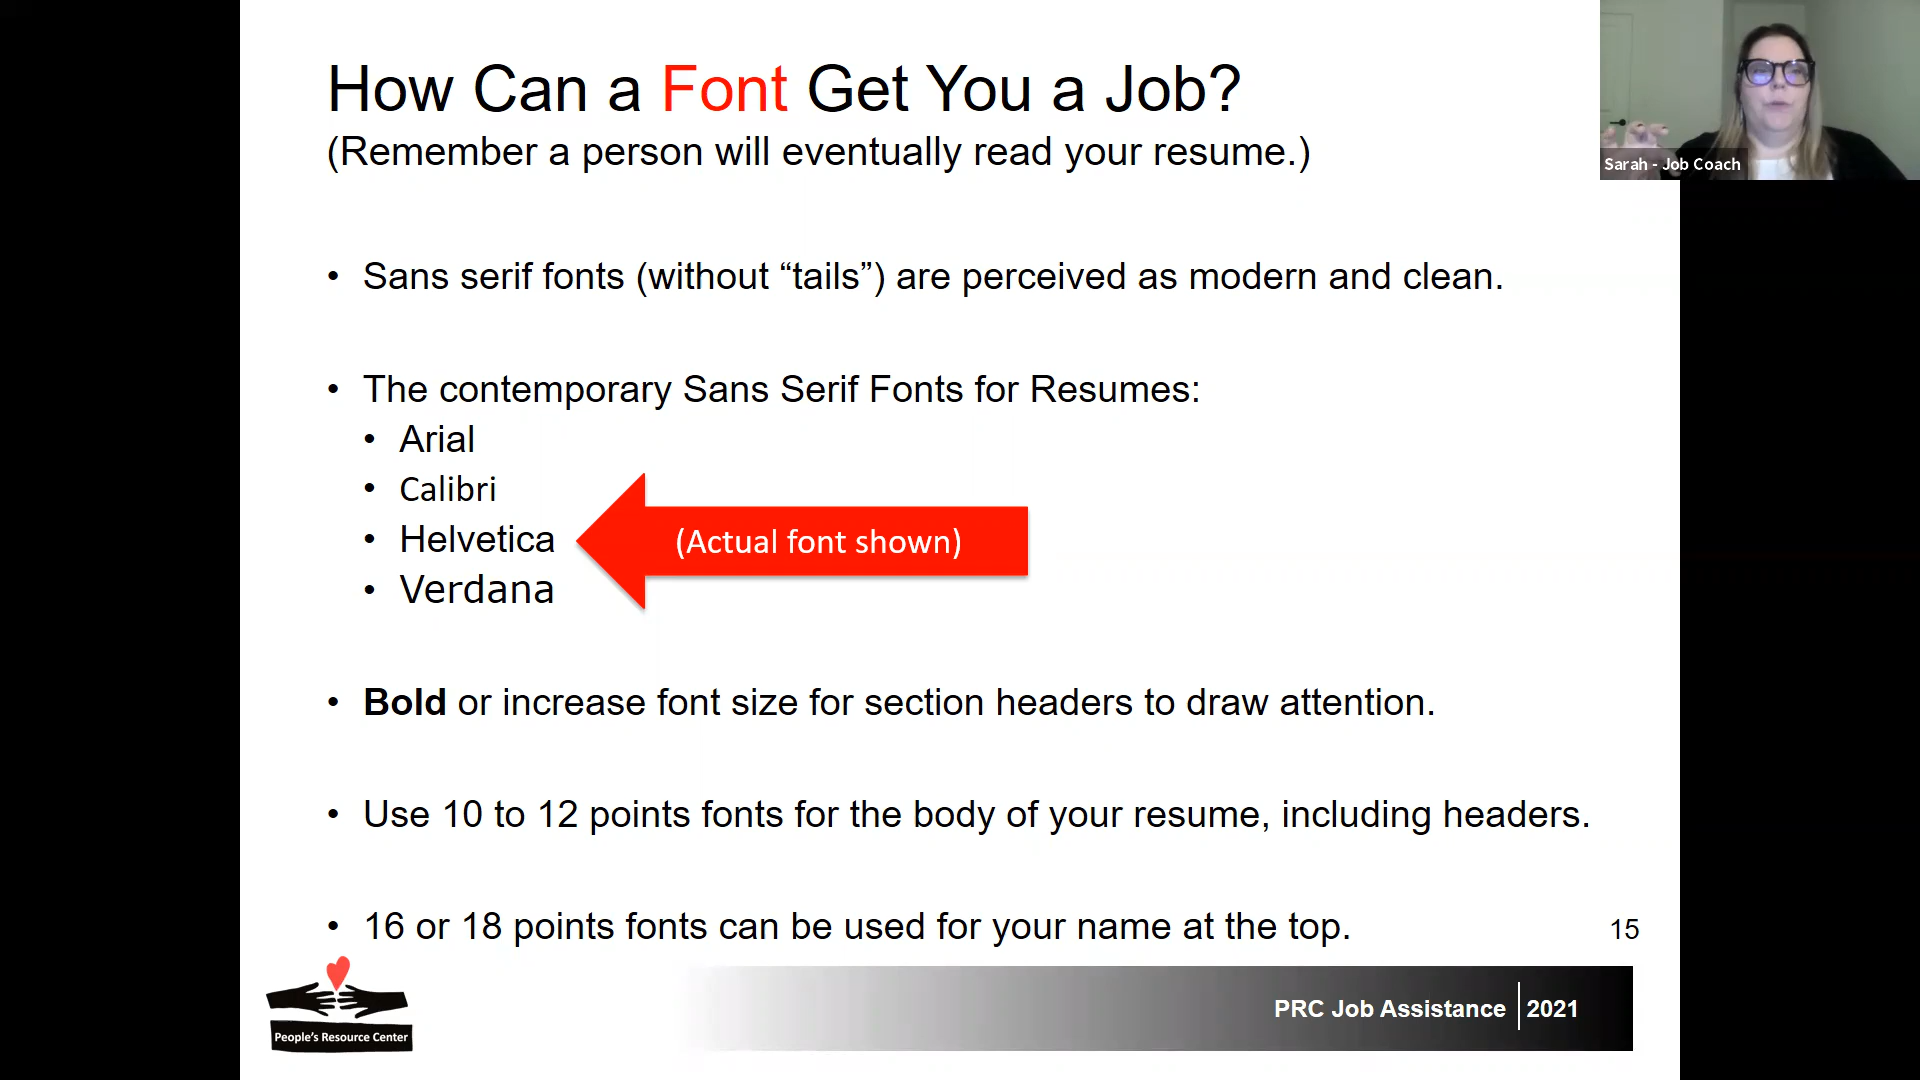 How Can a Font Get You a Job?
(Remember a person will eventually read your resume.)
Sarah - Job Coach
• Sans serif fonts (without “tails”) are perceived as modern and clean.
• The contemporary Sans Serif Fonts for Resumes:
• Arial
• Calibri
• Helvetica
(Actual font shown)
• Verdana
• Bold or increase font size for section headers to draw attention.
• Use 10 to 12 points fonts for the body of your resume, including headers.
• 16 or 18 points fonts can be used for your name at the top.
15
People's Resource Center
PRC Job Assistance | 2021